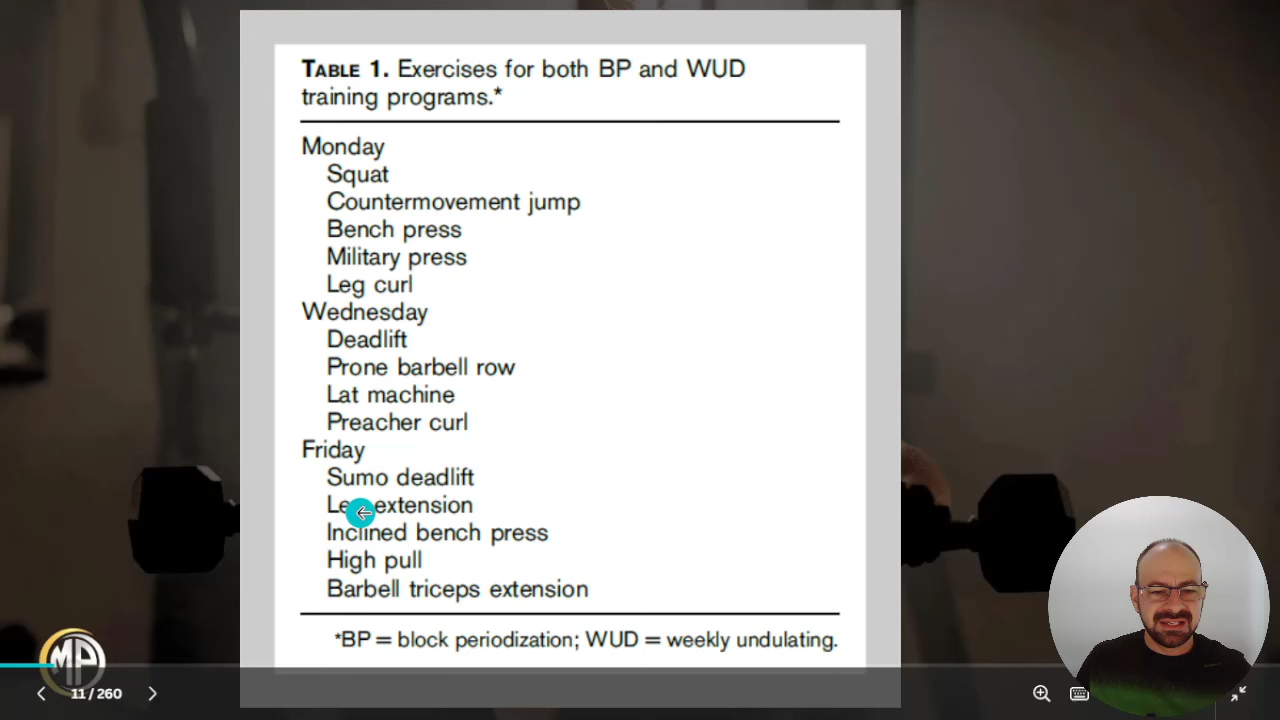 TABLE 1. Exercises for both BP and WUD
training programs.*
Monday
Squat
Countermovement jump
Bench press
Military press
Leg curl
Wednesday
Deadlift
Prone barbell row
Lat machine
Preacher curl
Friday
Sumo deadlift
Leg extension
Inclined bench press
High pull
Barbell triceps extension
*BP = block periodization; WUD = weekly undulating.
MP
11 / 260